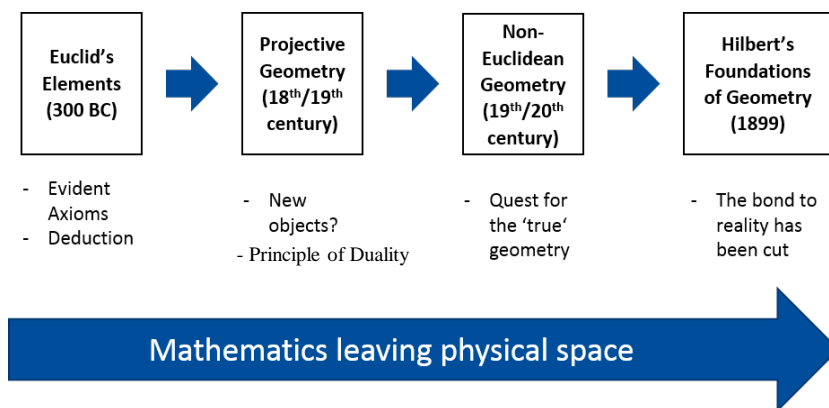 Euclid's
Elements
(300 BC)
Projective
Geometry
(18th/19th
century)
Non-
Euclidean
Geometry
(19th/20th
century)
Hilbert's
Foundations
of Geometry
(1899)
- Evident
Axioms
- Deduction
- New
objects?
- Principle of Duality
- Quest for
the ‘true‘
geometry
- The bond to
reality has
been cut
Mathematics leaving physical space